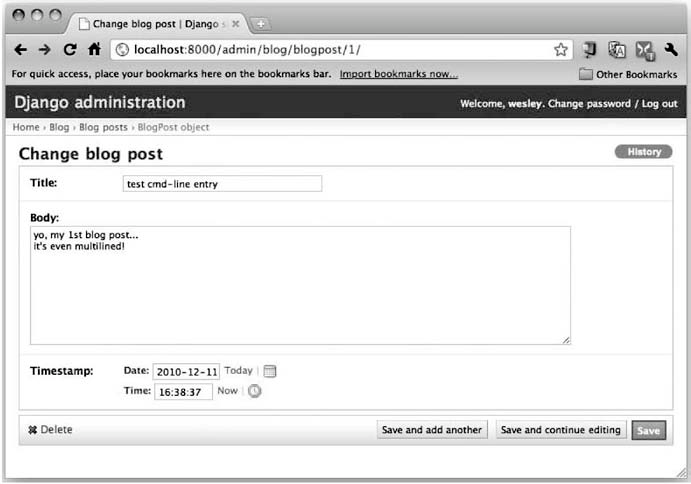 Change blog post | Django s
localhost:8000/admin/blog/blogpost/1/
For quick access, place your bookmarks here on the bookmarks bar. Import bookmarks now... Other Bookmarks
Django administration Welcome, wesley. Change password / Log out
Home › Blog › Blog posts › BlogPost object
Change blog post History
Title: test cmd-line entry
Body:
yo, my 1st blog post...
it's even multilined!
Timestamp: Date: 2010-12-11 Today |
Time: 16:38:37 Now |
Delete Save and add another Save and continue editing Save